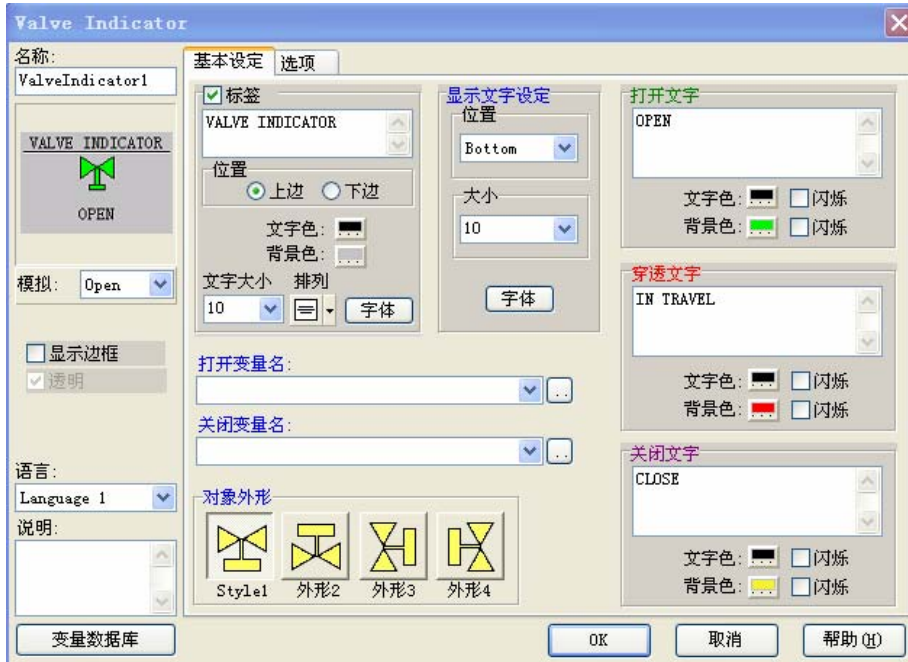 Valve Indicator
名称:
ValveIndicator1
VALVE INDICATOR
OPEN
模拟:
Open
显示边框
透明
语言:
Language 1
说明:
变量数据库
基本设定
选项
标签
VALVE INDICATOR
位置
上边
下边
文字色:
背景色:
文字大小
排列
10
字体
显示文字设定
位置
Bottom
大小
10
字体
打开变量名:
..
关闭变量名:
..
对象外形
Style1
外形2
外形3
外形4
打开文字
OPEN
文字色:
闪烁
背景色:
闪烁
穿透文字
IN TRAVEL
文字色:
闪烁
背景色:
闪烁
关闭文字
CLOSE
文字色:
闪烁
背景色:
闪烁
OK
取消
帮助(H)